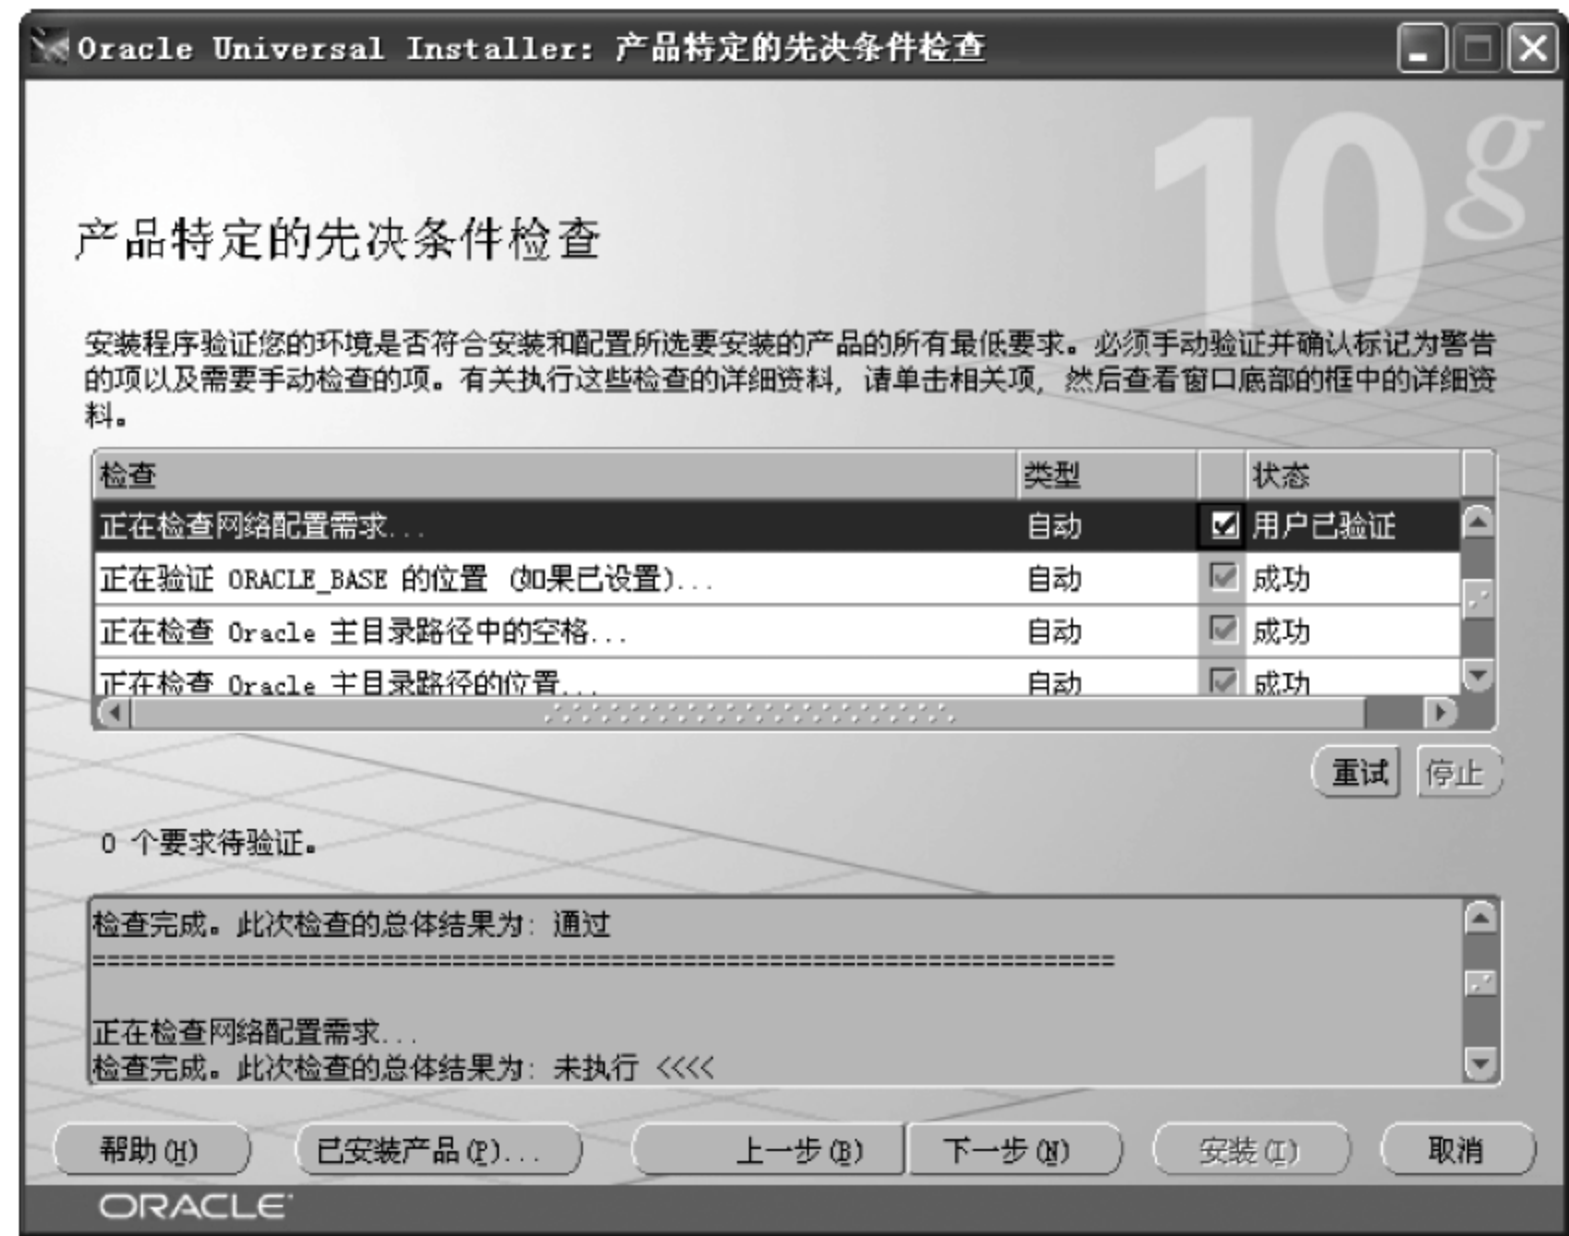 Oracle Universal Installer: 产品特定的先决条件检查
10g
产品特定的先决条件检查
安装程序验证您的环境是否符合安装和配置所选要安装的产品的所有最低要求。必须手动验证并确认标记为警告
的项以及需要手动检查的项。有关执行这些检查的详细资料, 请单击相关项, 然后查看窗口底部的框中的详细资
料。
检查 类型 状态
正在检查网络配置需求... 自动 用户已验证
正在验证 ORACLE_BASE 的位置 (如果已设置)... 自动 成功
正在检查 Oracle 主目录路径中的空格... 自动 成功
正在检查 Oracle 主目录路径的位置... 自动 成功
重试 停止
0 个要求待验证。
检查完成。此次检查的总体结果为: 通过
=======================================================================
正在检查网络配置需求...
检查完成。此次检查的总体结果为: 未执行 <<<<
帮助(H) 已安装产品(P)... 上一步(B) 下一步(N) 安装(I) 取消
ORACLE